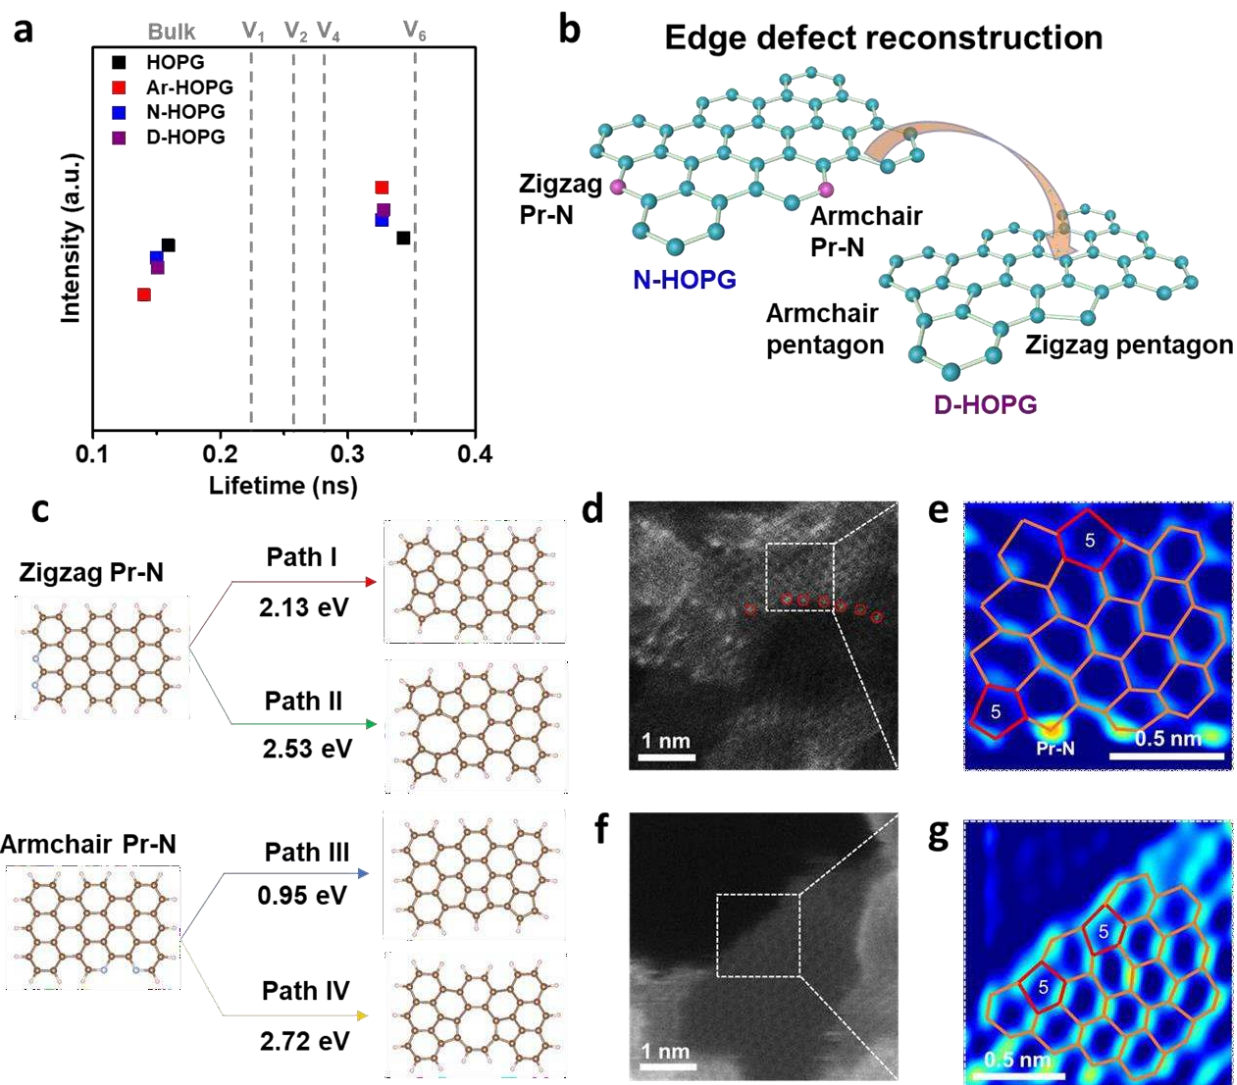 a
Bulk V1 V2 V4 V6
HOPG
Ar-HOPG
N-HOPG
D-HOPG
Intensity (a.u.)
0.1 0.2 0.3 0.4
Lifetime (ns)
b
Edge defect reconstruction
Zigzag
Pr-N
Armchair
Pr-N
N-HOPG
Armchair
pentagon
Zigzag pentagon
D-HOPG
c
Zigzag Pr-N
Path I
2.13 eV
Path II
2.53 eV
Armchair Pr-N
Path III
0.95 eV
Path IV
2.72 eV
d
1 nm
e
5
5
Pr-N
0.5 nm
f
1 nm
g
5
5
0.5 nm